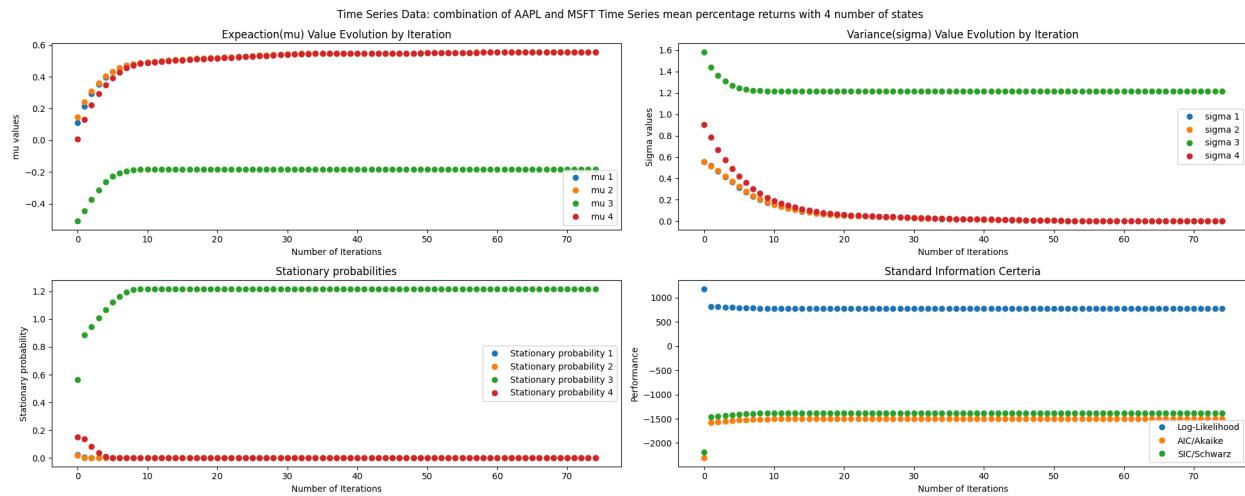 Time Series Data: combination of AAPL and MSFT Time Series mean percentage returns with 4 number of states
Expeaction(mu) Value Evolution by Iteration
mu values
0.6
0.4
0.2
0.0
−0.2
−0.4
mu 1
mu 2
mu 3
mu 4
0 10 20 30 40 50 60 70
Number of Iterations
Variance(sigma) Value Evolution by Iteration
Sigma values
1.6
1.4
1.2
1.0
0.8
0.6
0.4
0.2
0.0
sigma 1
sigma 2
sigma 3
sigma 4
0 10 20 30 40 50 60 70
Number of Iterations
Stationary probabilities
Stationary probability
1.2
1.0
0.8
0.6
0.4
0.2
0.0
Stationary probability 1
Stationary probability 2
Stationary probability 3
Stationary probability 4
0 10 20 30 40 50 60 70
Number of Iterations
Standard Information Certeria
Performance
1000
500
0
−500
−1000
−1500
−2000
Log-Likelihood
AIC/Akaike
SIC/Schwarz
0 10 20 30 40 50 60 70
Number of Iterations